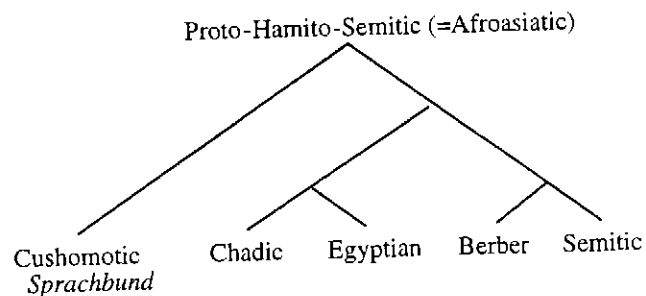 Proto-Hamito-Semitic (=Afroasiatic)
Cushomotic Chadic Egyptian Berber Semitic
Sprachbund